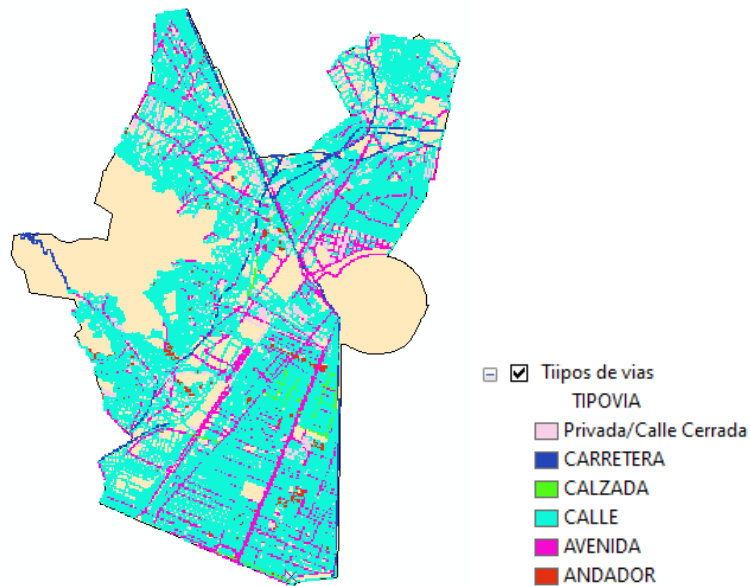 Tiipos de vias
TIPOVIA
Privada/Calle Cerrada
CARRETERA
CALZADA
CALLE
AVENIDA
ANDADOR